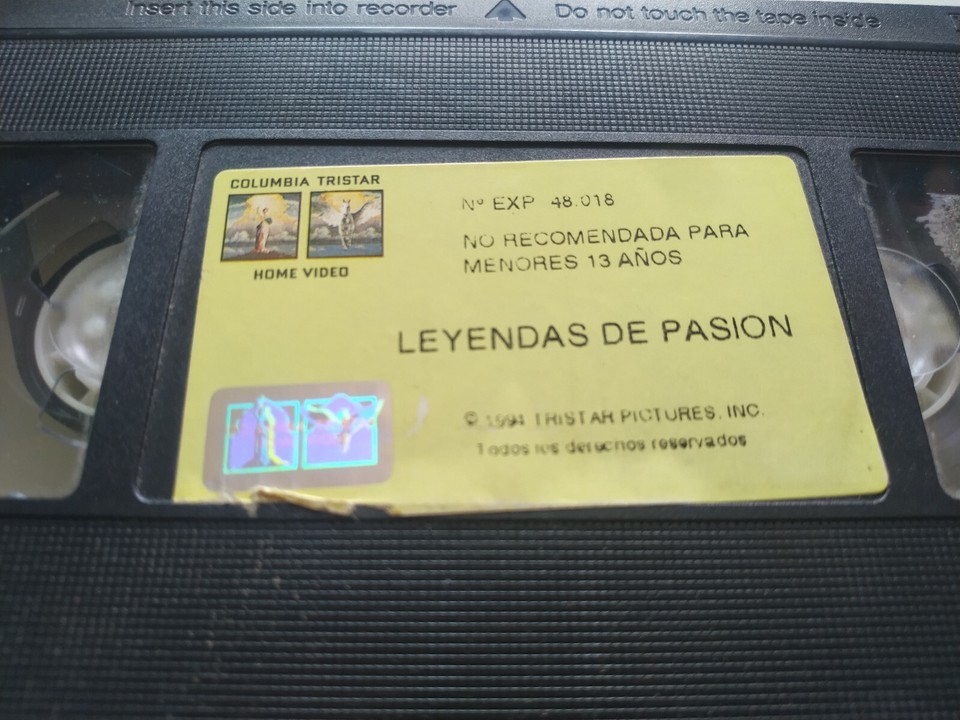 Insert this side into recorder
Do not touch the tape inside
COLUMBIA TRISTAR
HOME VIDEO
Nº EXP 48.018
NO RECOMENDADA PARA
MENORES 13 AÑOS
LEYENDAS DE PASION
© 1994 TRISTAR PICTURES, INC.
Todos los derechos reservados